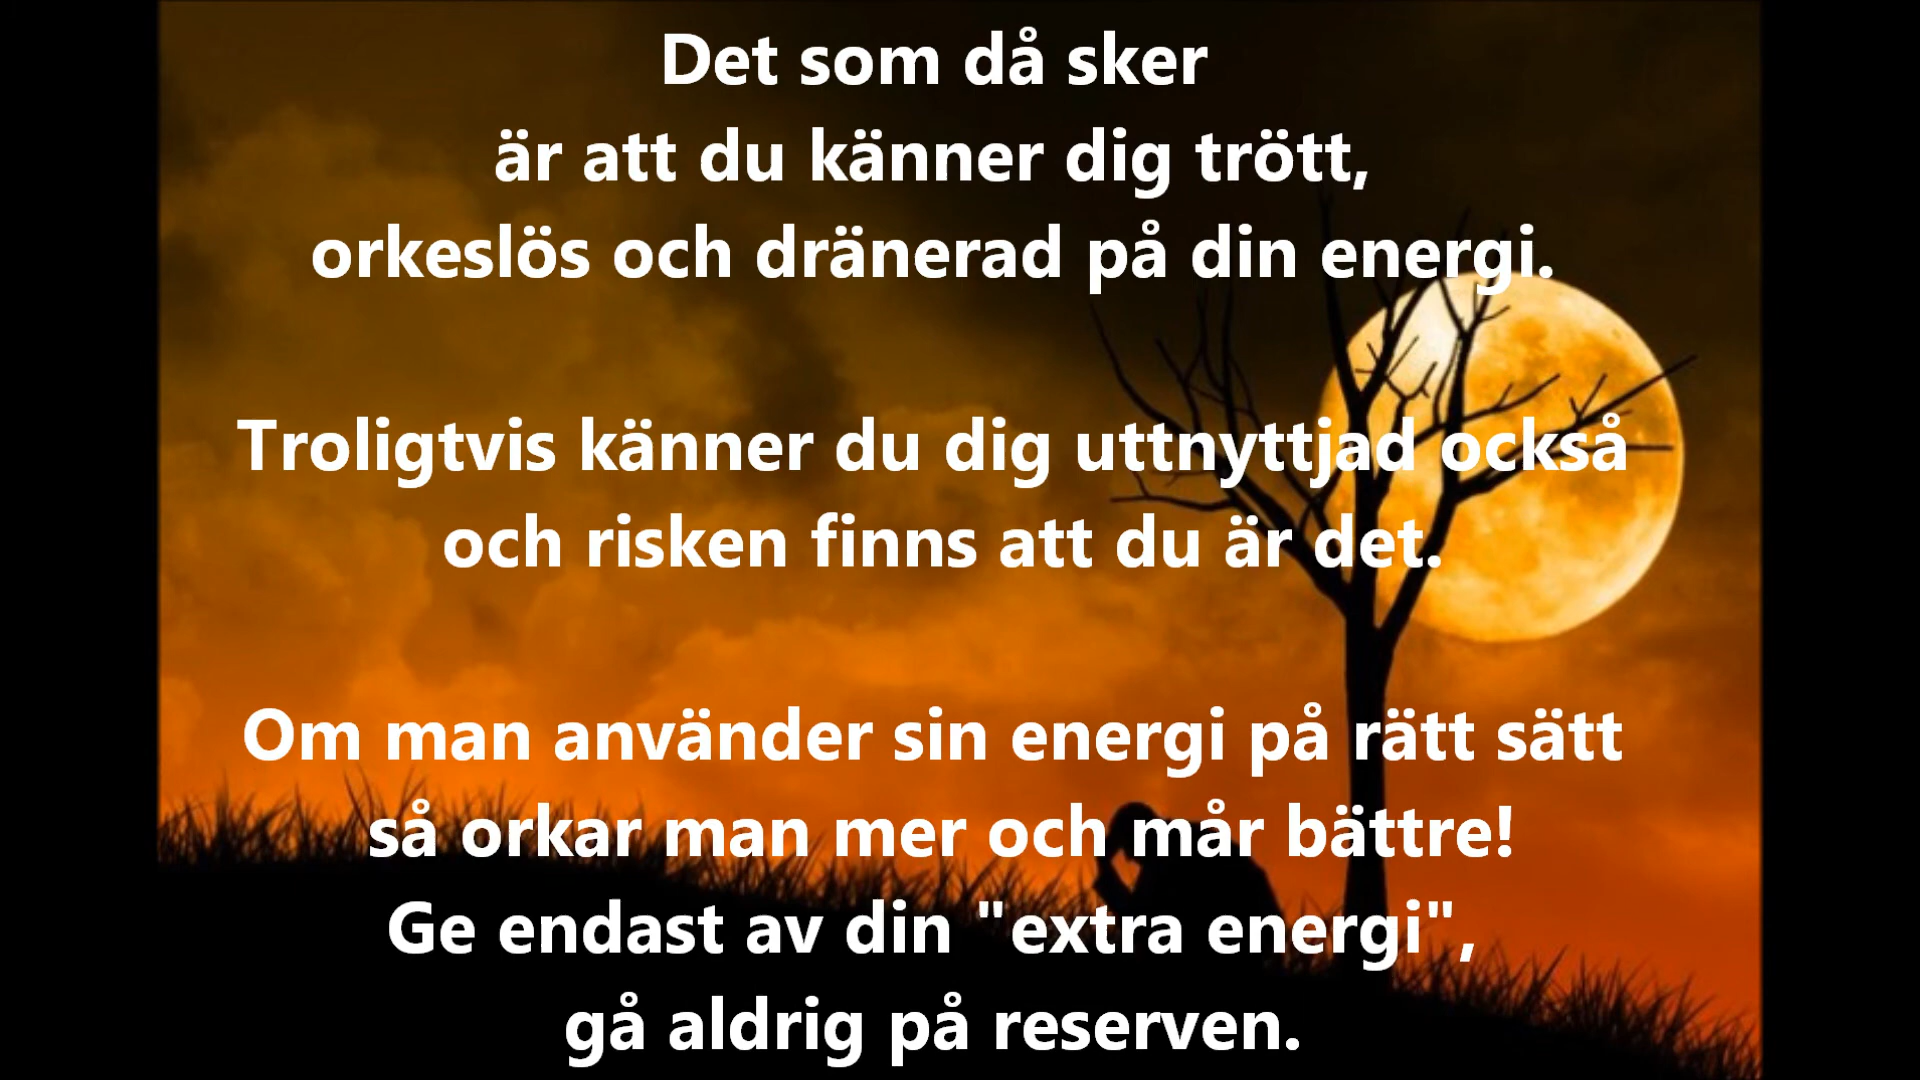 Det som då sker
är att du känner dig trött,
orkeslös och dränerad på din energi.
Troligtvis känner du dig uttnyttjad också
och risken finns att du är det.
Om man använder sin energi på rätt sätt
så orkar man mer och mår bättre!
Ge endast av din "extra energi",
gå aldrig på reserven.